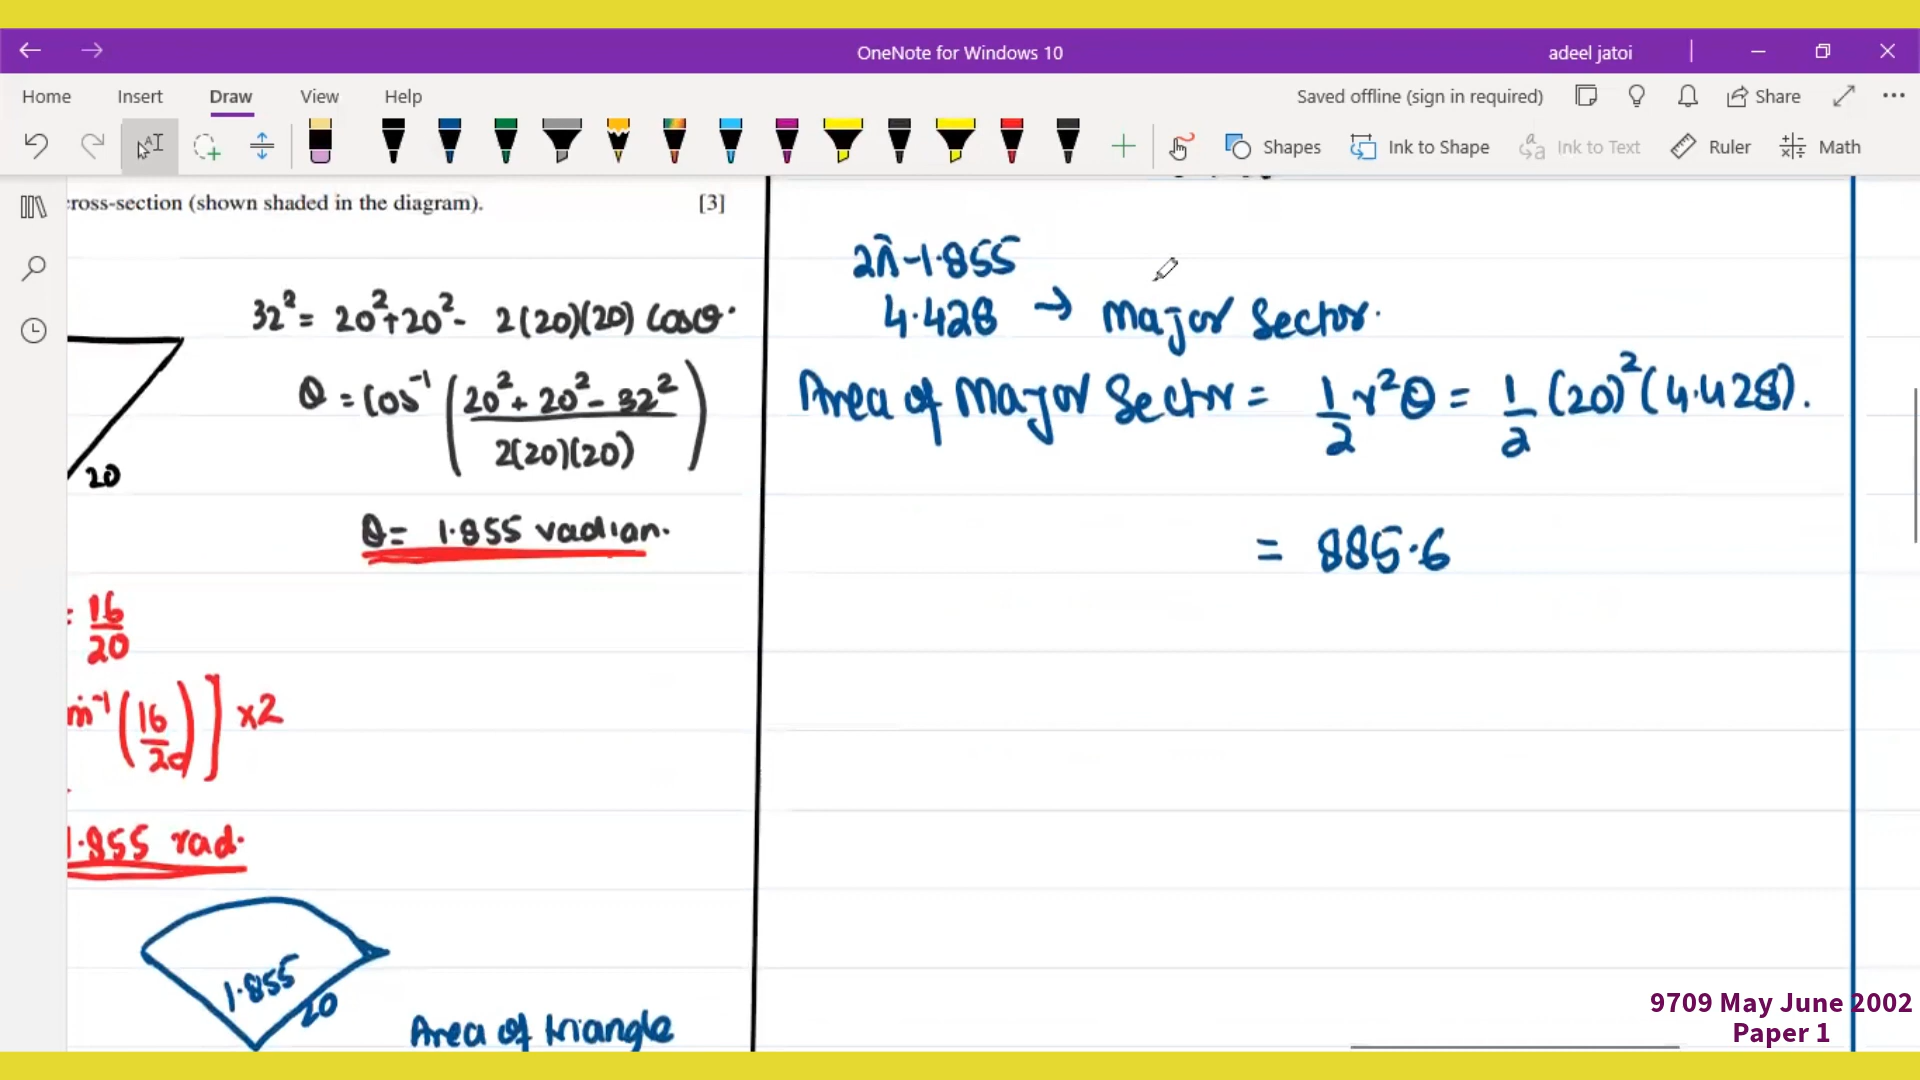 OneNote for Windows 10
adeel jatoi
Home Insert Draw View Help
Saved offline (sign in required)
Share
Shapes
Ink to Shape
Ink to Text
Ruler
Math
ross-section (shown shaded in the diagram). [3]
32² = 20² + 20² - 2(20)(20) cosθ.
20
θ = cos⁻¹ (20² + 20² - 32² / 2(20)(20))
θ = 1.855 radian.
= 16/20
(16/20)] ×2
1.855 rad.
1.855
20
Area of triangle
2π-1.855
4.428 → Major Sector.
Area of Major Sector = 1/2 r²θ = 1/2 (20)² (4.428).
= 885.6
9709 May June 2002
Paper 1